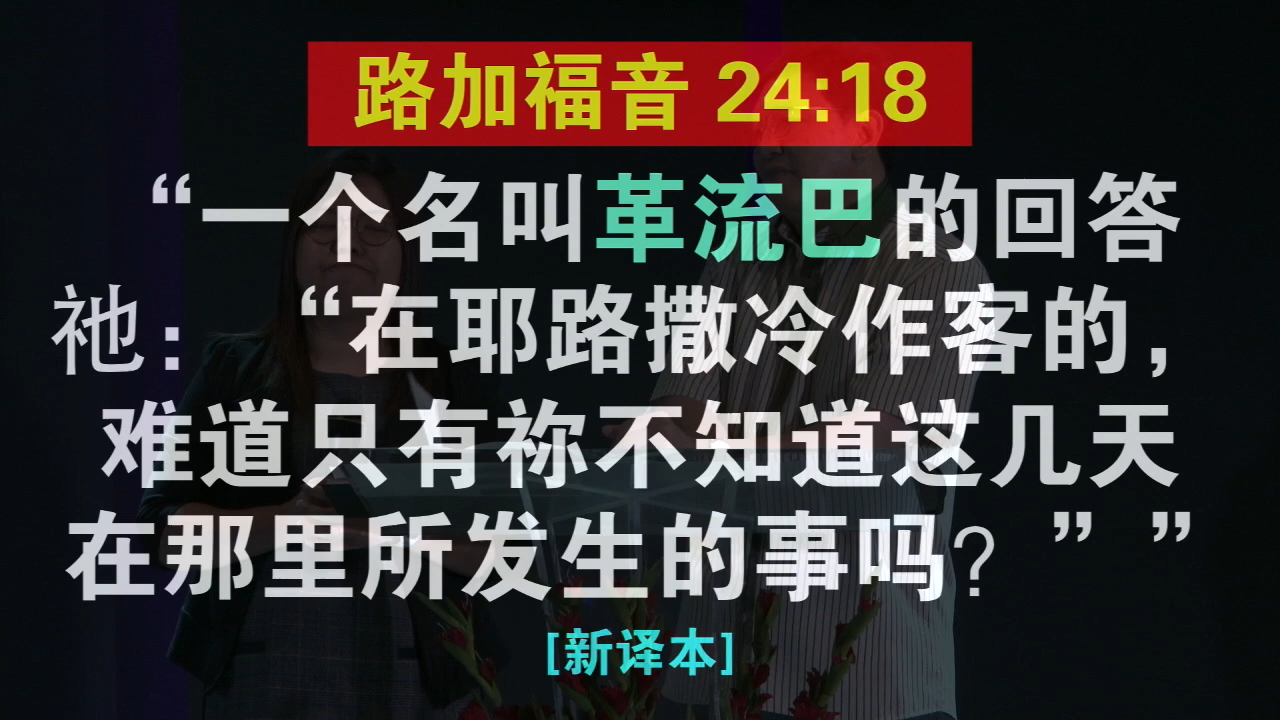 路加福音 24:18
“一个名叫革流巴的回答
祂：“在耶路撒冷作客的，
难道只有祢不知道这几天
在那里所发生的事吗？””
[新译本]